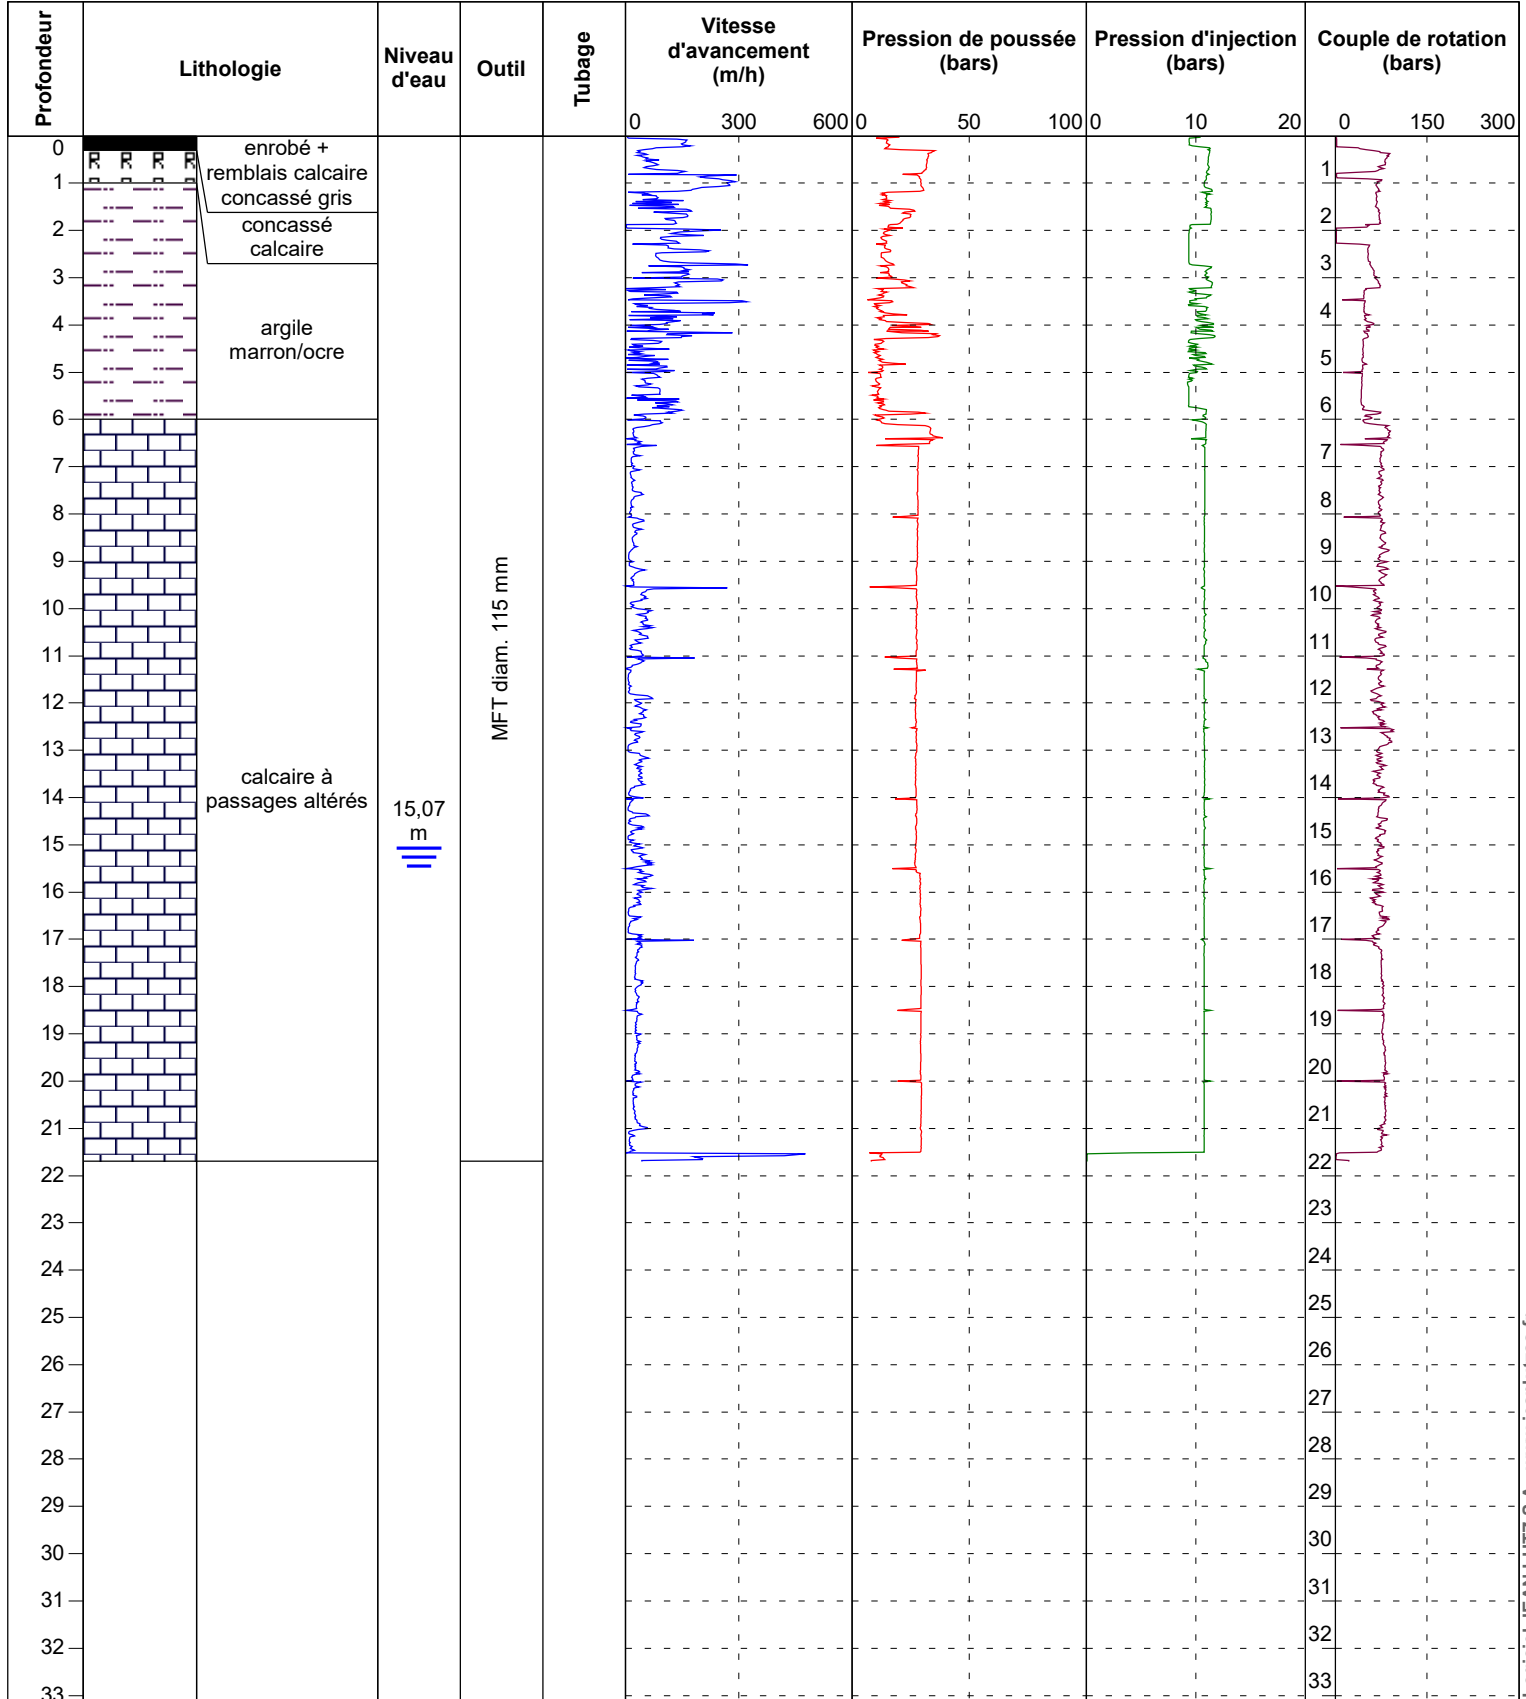 Profondeur
Lithologie
Niveau
d'eau
Outil
Tubage
Vitesse
d'avancement
(m/h)
Pression de poussée
(bars)
Pression d'injection
(bars)
Couple de rotation
(bars)
0 300 600
0 50 100
0 10 20
0 150 300
enrobé +
remblais calcaire
concassé gris
concassé
calcaire
argile
marron/ocre
calcaire à
passages altérés
15,07
m
MFT diam. 115 mm
R R R R
0
1
2
3
4
5
6
7
8
9
10
11
12
13
14
15
16
17
18
19
20
21
22
23
24
25
26
27
28
29
30
31
32
33
1
2
3
4
5
6
7
8
9
10
11
12
13
14
15
16
17
18
19
20
21
22
23
24
25
26
27
28
29
30
31
32
33